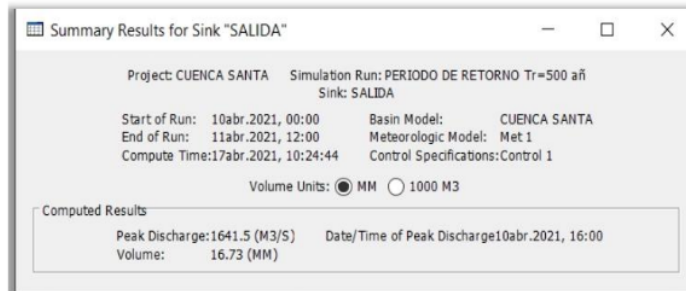 Summary Results for Sink "SALIDA"
Project: CUENCA SANTA Simulation Run: PERIODO DE RETORNO Tr=500 añ
Sink: SALIDA
Start of Run: 10abr.2021, 00:00 Basin Model: CUENCA SANTA
End of Run: 11abr.2021, 12:00 Meteorologic Model: Met 1
Compute Time:17abr.2021, 10:24:44 Control Specifications:Control 1
Volume Units: MM 1000 M3
Computed Results
Peak Discharge:1641.5 (M3/S) Date/Time of Peak Discharge10abr.2021, 16:00
Volume: 16.73 (MM)